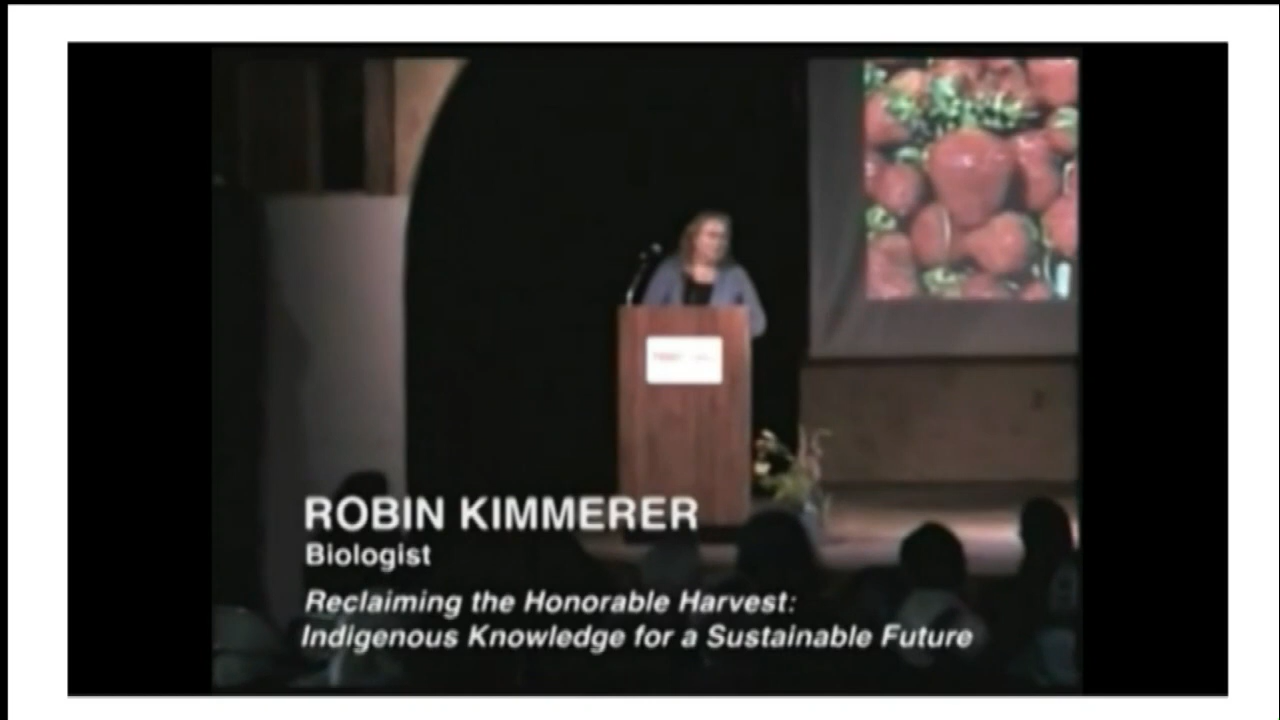 ROBIN KIMMERER
Biologist
Reclaiming the Honorable Harvest:
Indigenous Knowledge for a Sustainable Future